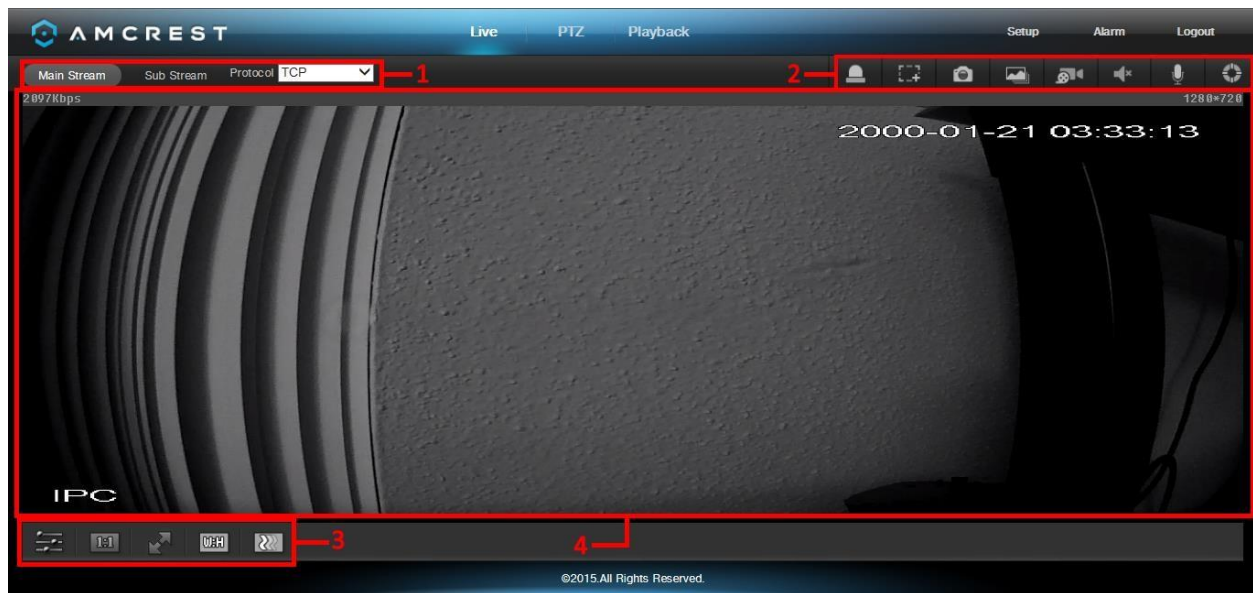 AMCREST Live PTZ Playback Setup Alarm Logout
Main Stream Sub Stream Protocol TCP 1 2
2097Kbps 1280*720
2000-01-21 03:33:13
IPC
1:1 W:H 3 4
©2015.All Rights Reserved.